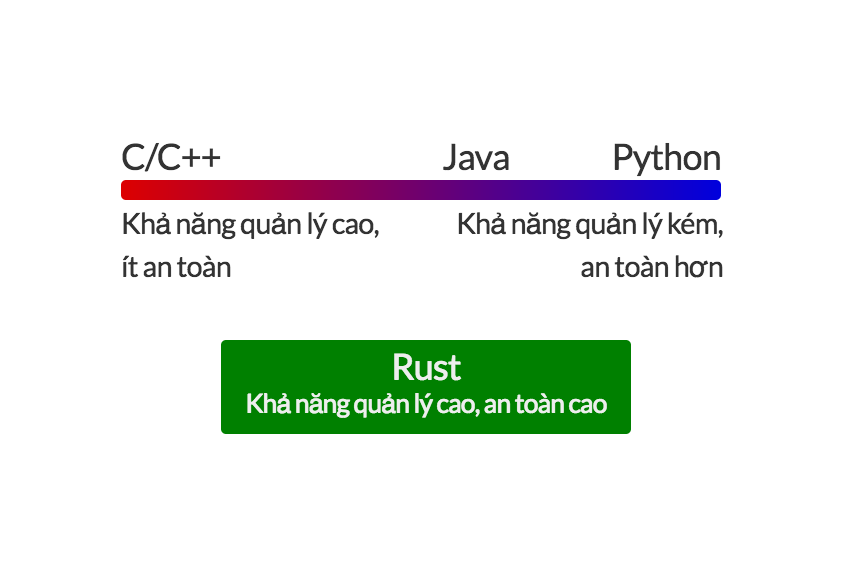 C/C++ Java Python
Khả năng quản lý cao, Khả năng quản lý kém,
ít an toàn an toàn hơn
Rust
Khả năng quản lý cao, an toàn cao